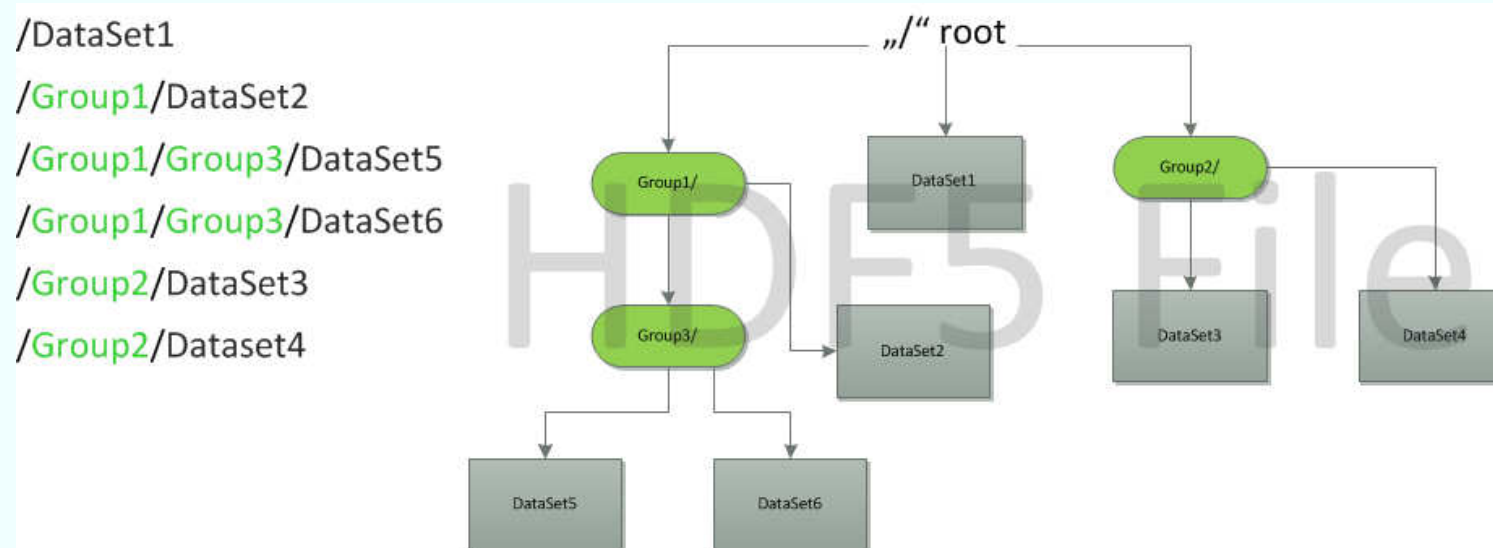 /DataSet1
/Group1/DataSet2
/Group1/Group3/DataSet5
/Group1/Group3/DataSet6
/Group2/DataSet3
/Group2/Dataset4
„/“ root
Group1/
DataSet1
Group2/
HDF5 File
Group3/
DataSet2
DataSet3
DataSet4
DataSet5
DataSet6